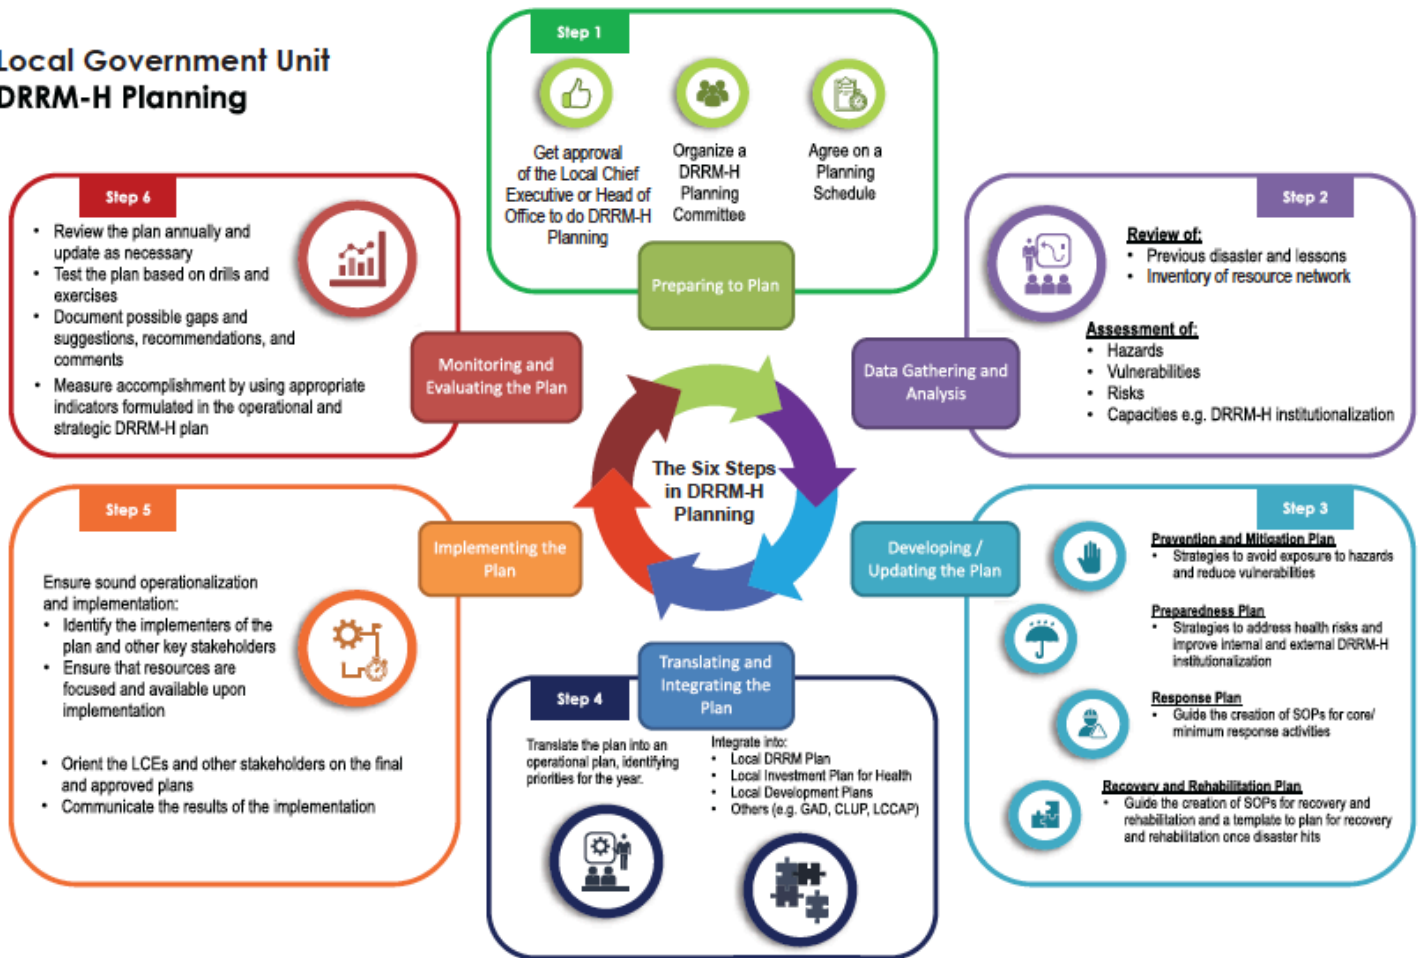 Local Government Unit
DRRM-H Planning
Step 1
Get approval
of the Local Chief
Executive or Head of
Office to do DRRM-H
Planning
Organize a
DRRM-H
Planning
Committee
Agree on a
Planning
Schedule
Preparing to Plan
Step 2
Review of:
• Previous disaster and lessons
• Inventory of resource network
Assessment of:
• Hazards
• Vulnerabilities
• Risks
• Capacities e.g. DRRM-H institutionalization
Data Gathering and
Analysis
Step 3
Prevention and Mitigation Plan
• Strategies to avoid exposure to hazards
and reduce vulnerabilities
Preparedness Plan
• Strategies to address health risks and
improve internal and external DRRM-H
institutionalization
Response Plan
• Guide the creation of SOPs for core/
minimum response activities
Recovery and Rehabilitation Plan
• Guide the creation of SOPs for recovery and
rehabilitation and a template to plan for recovery
and rehabilitation once disaster hits
Developing /
Updating the Plan
Step 4
Translating and
Integrating the
Plan
Translate the plan into an
operational plan, identifying
priorities for the year.
Integrate into:
• Local DRRM Plan
• Local Investment Plan for Health
• Local Development Plans
• Others (e.g. GAD, CLUP, LCCAP)
Step 5
Ensure sound operationalization
and implementation:
• Identify the implementers of the
plan and other key stakeholders
• Ensure that resources are
focused and available upon
implementation
• Orient the LCEs and other stakeholders on the final
and approved plans
• Communicate the results of the implementation
Implementing the
Plan
Step 6
• Review the plan annually and
update as necessary
• Test the plan based on drills and
exercises
• Document possible gaps and
suggestions, recommendations, and
comments
• Measure accomplishment by using appropriate
indicators formulated in the operational and
strategic DRRM-H plan
Monitoring and
Evaluating the Plan
The Six Steps
in DRRM-H
Planning